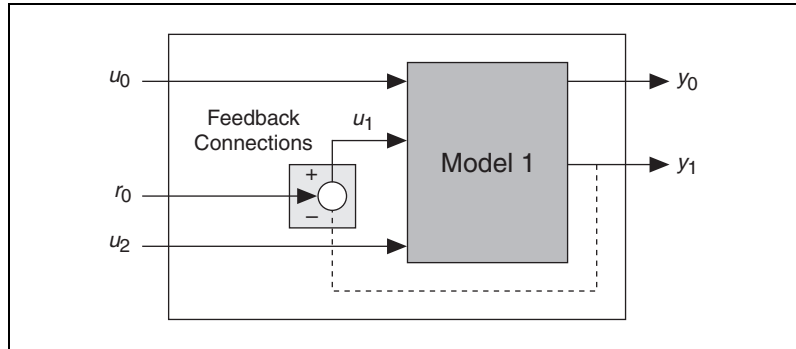 u0
y0
Feedback
Connections
u1
Model 1
y1
+
r0
−
u2